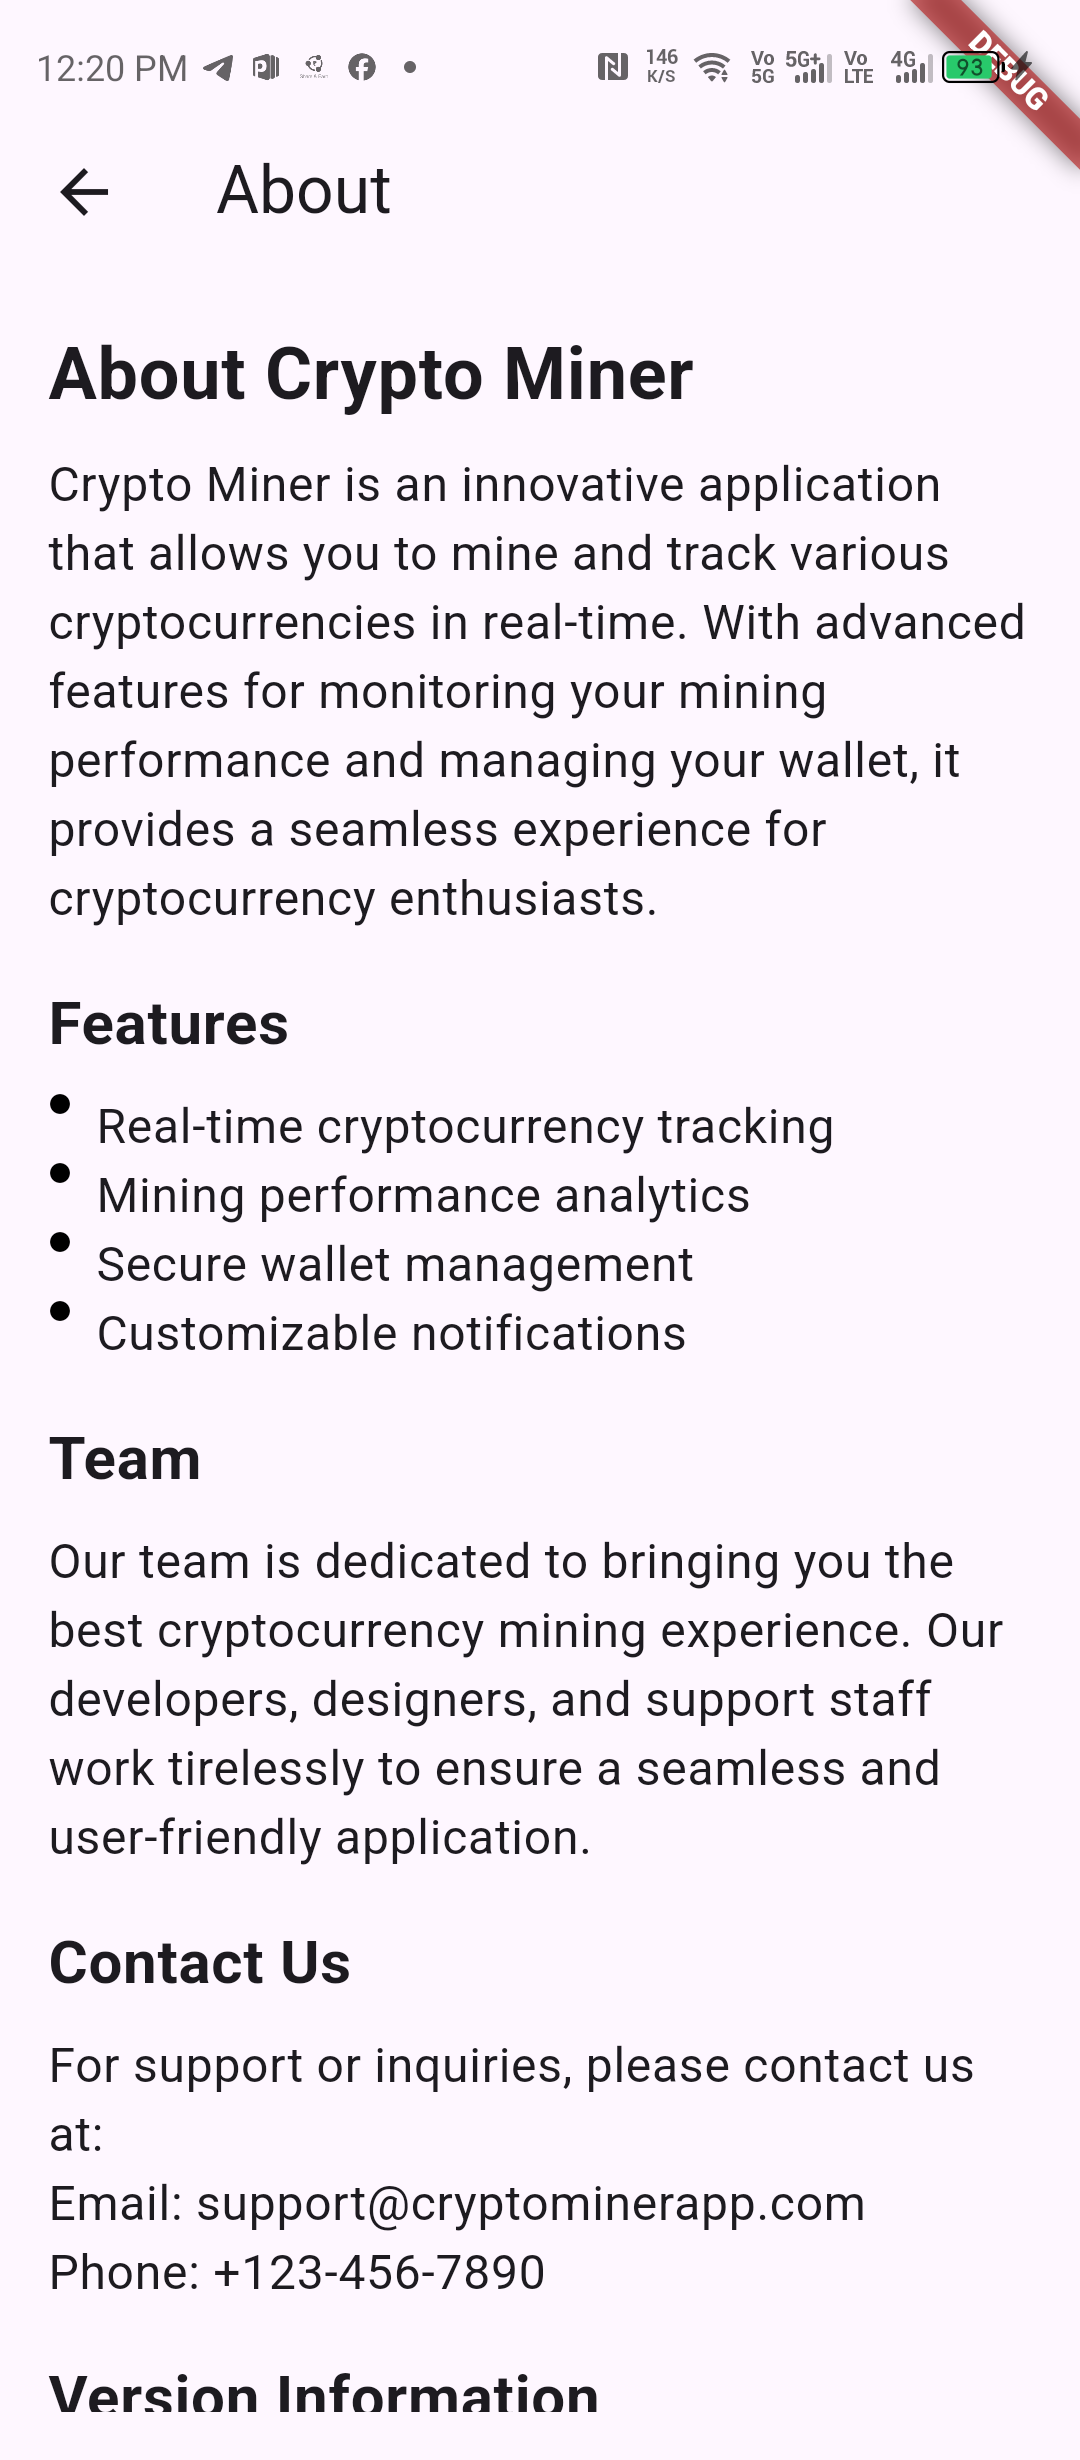 12:20 PM
146 K/S Vo 5G 5G+ Vo LTE 4G 93
DEBUG
About
About Crypto Miner
Crypto Miner is an innovative application
that allows you to mine and track various
cryptocurrencies in real-time. With advanced
features for monitoring your mining
performance and managing your wallet, it
provides a seamless experience for
cryptocurrency enthusiasts.
Features
Real-time cryptocurrency tracking
Mining performance analytics
Secure wallet management
Customizable notifications
Team
Our team is dedicated to bringing you the
best cryptocurrency mining experience. Our
developers, designers, and support staff
work tirelessly to ensure a seamless and
user-friendly application.
Contact Us
For support or inquiries, please contact us
at:
Email: support@cryptominerapp.com
Phone: +123-456-7890
Version Information